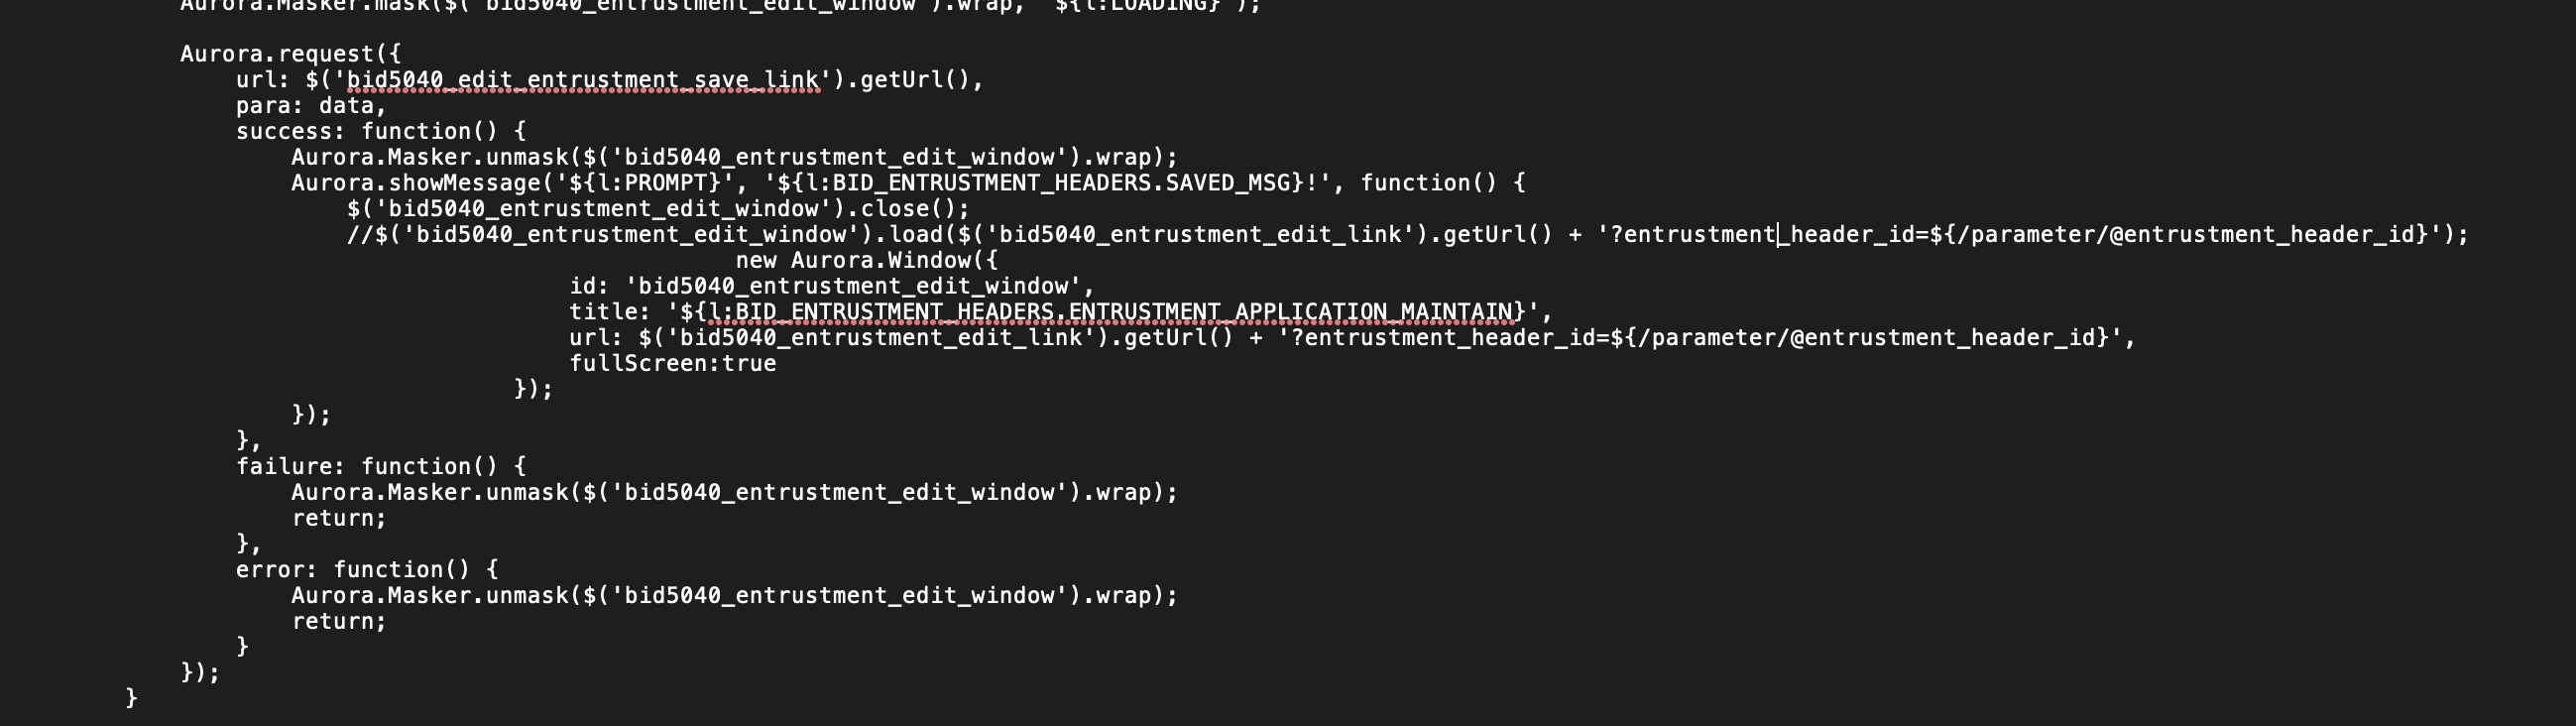 Aurora.Masker.mask($('bid5040_entrustment_edit_window').wrap, '${l:LOADING}');
Aurora.request({
url: $('bid5040_edit_entrustment_save_link').getUrl(),
para: data,
success: function() {
Aurora.Masker.unmask($('bid5040_entrustment_edit_window').wrap);
Aurora.showMessage('${l:PROMPT}', '${l:BID_ENTRUSTMENT_HEADERS.SAVED_MSG}!', function() {
$('bid5040_entrustment_edit_window').close();
//$('bid5040_entrustment_edit_window').load($('bid5040_entrustment_edit_link').getUrl() + '?entrustment_header_id=${/parameter/@entrustment_header_id}');
new Aurora.Window({
id: 'bid5040_entrustment_edit_window',
title: '${l:BID_ENTRUSTMENT_HEADERS.ENTRUSTMENT_APPLICATION_MAINTAIN}',
url: $('bid5040_entrustment_edit_link').getUrl() + '?entrustment_header_id=${/parameter/@entrustment_header_id}',
fullScreen:true
});
});
},
failure: function() {
Aurora.Masker.unmask($('bid5040_entrustment_edit_window').wrap);
return;
},
error: function() {
Aurora.Masker.unmask($('bid5040_entrustment_edit_window').wrap);
return;
}
});
}